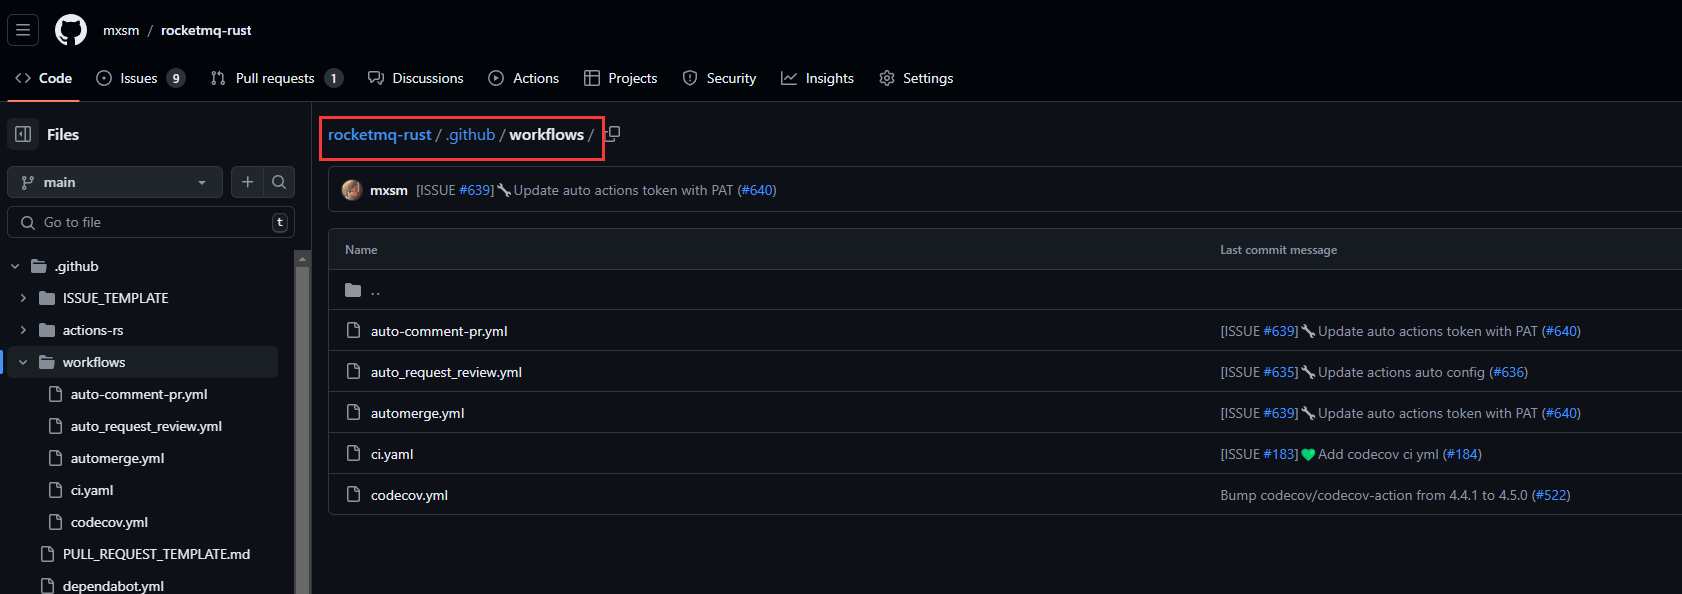 mxsm / rocketmq-rust
Code Issues 9 Pull requests 1 Discussions Actions Projects Security Insights Settings
Files
main
Go to file t
.github
ISSUE_TEMPLATE
actions-rs
workflows
auto-comment-pr.yml
auto_request_review.yml
automerge.yml
ci.yaml
codecov.yml
PULL_REQUEST_TEMPLATE.md
dependabot.yml
rocketmq-rust / .github / workflows /
mxsm [ISSUE #639]🔧Update auto actions token with PAT (#640)
Name Last commit message
..
auto-comment-pr.yml [ISSUE #639]🔧Update auto actions token with PAT (#640)
auto_request_review.yml [ISSUE #635]🔧Update actions auto config (#636)
automerge.yml [ISSUE #639]🔧Update auto actions token with PAT (#640)
ci.yaml [ISSUE #183]💚Add codecov ci yml (#184)
codecov.yml Bump codecov/codecov-action from 4.4.1 to 4.5.0 (#522)